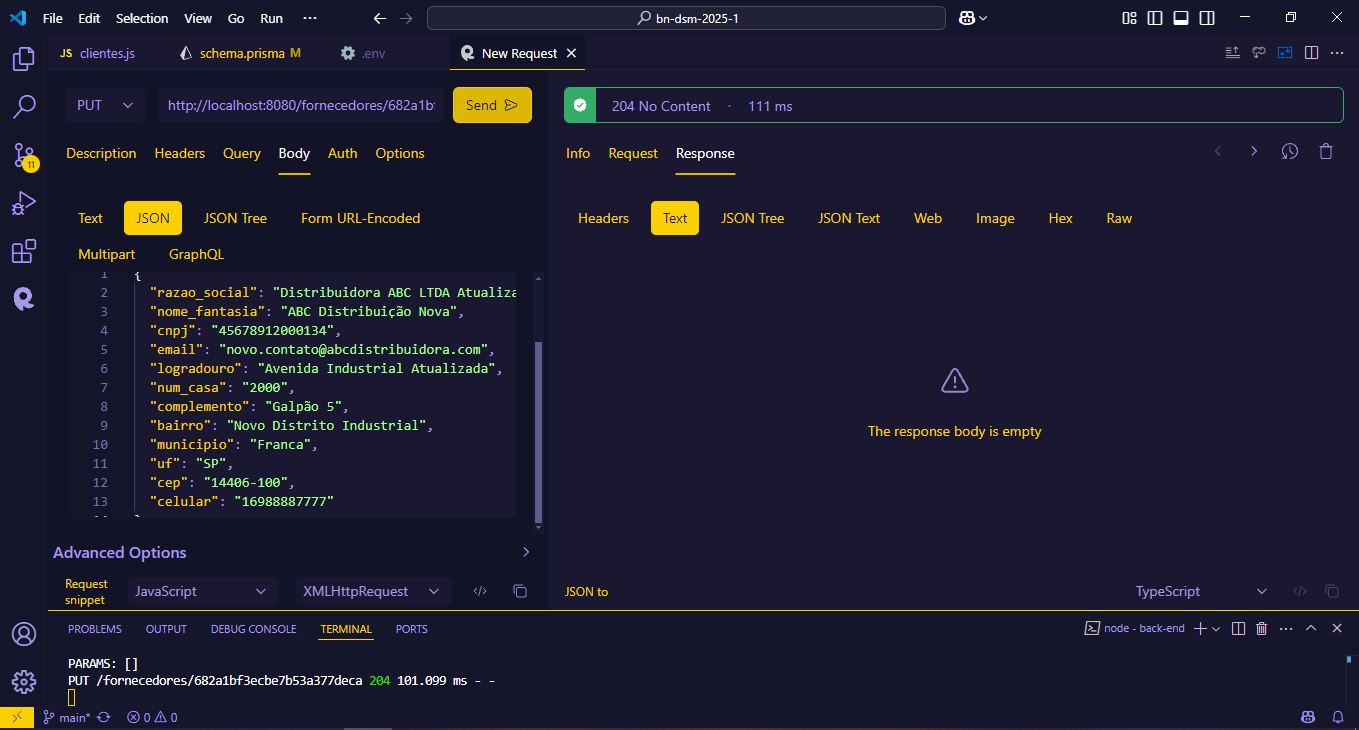 File Edit Selection View Go Run ··· bn-dsm-2025-1
JS clientes.js schema.prisma M .env New Request
PUT http://localhost:8080/fornecedores/682a1b Send 204 No Content · 111 ms
Description Headers Query Body Auth Options Info Request Response
Text JSON JSON Tree Form URL-Encoded Headers Text JSON Tree JSON Text Web Image Hex Raw
Multipart GraphQL
1 {
2 "razao_social": "Distribuidora ABC LTDA Atualiza
3 "nome_fantasia": "ABC Distribuição Nova",
4 "cnpj": "45678912000134",
5 "email": "novo.contato@abcdistribuidora.com",
6 "logradouro": "Avenida Industrial Atualizada",
7 "num_casa": "2000",
8 "complemento": "Galpão 5",
9 "bairro": "Novo Distrito Industrial",
10 "municipio": "Franca",
11 "uf": "SP",
12 "cep": "14406-100",
13 "celular": "16988887777"
The response body is empty
Advanced Options
Request snippet JavaScript XMLHttpRequest JSON to TypeScript
PROBLEMS OUTPUT DEBUG CONSOLE TERMINAL PORTS node - back-end
PARAMS: []
PUT /fornecedores/682a1bf3ecbe7b53a377deca 204 101.099 ms - -
11
main* 0 0